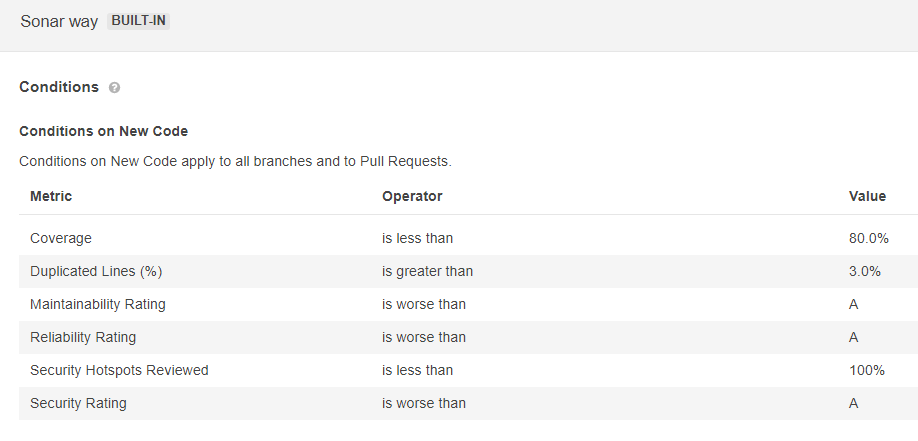 Sonar way BUILT-IN
Conditions ?
Conditions on New Code
Conditions on New Code apply to all branches and to Pull Requests.
Metric Operator Value
Coverage is less than 80.0%
Duplicated Lines (%) is greater than 3.0%
Maintainability Rating is worse than A
Reliability Rating is worse than A
Security Hotspots Reviewed is less than 100%
Security Rating is worse than A